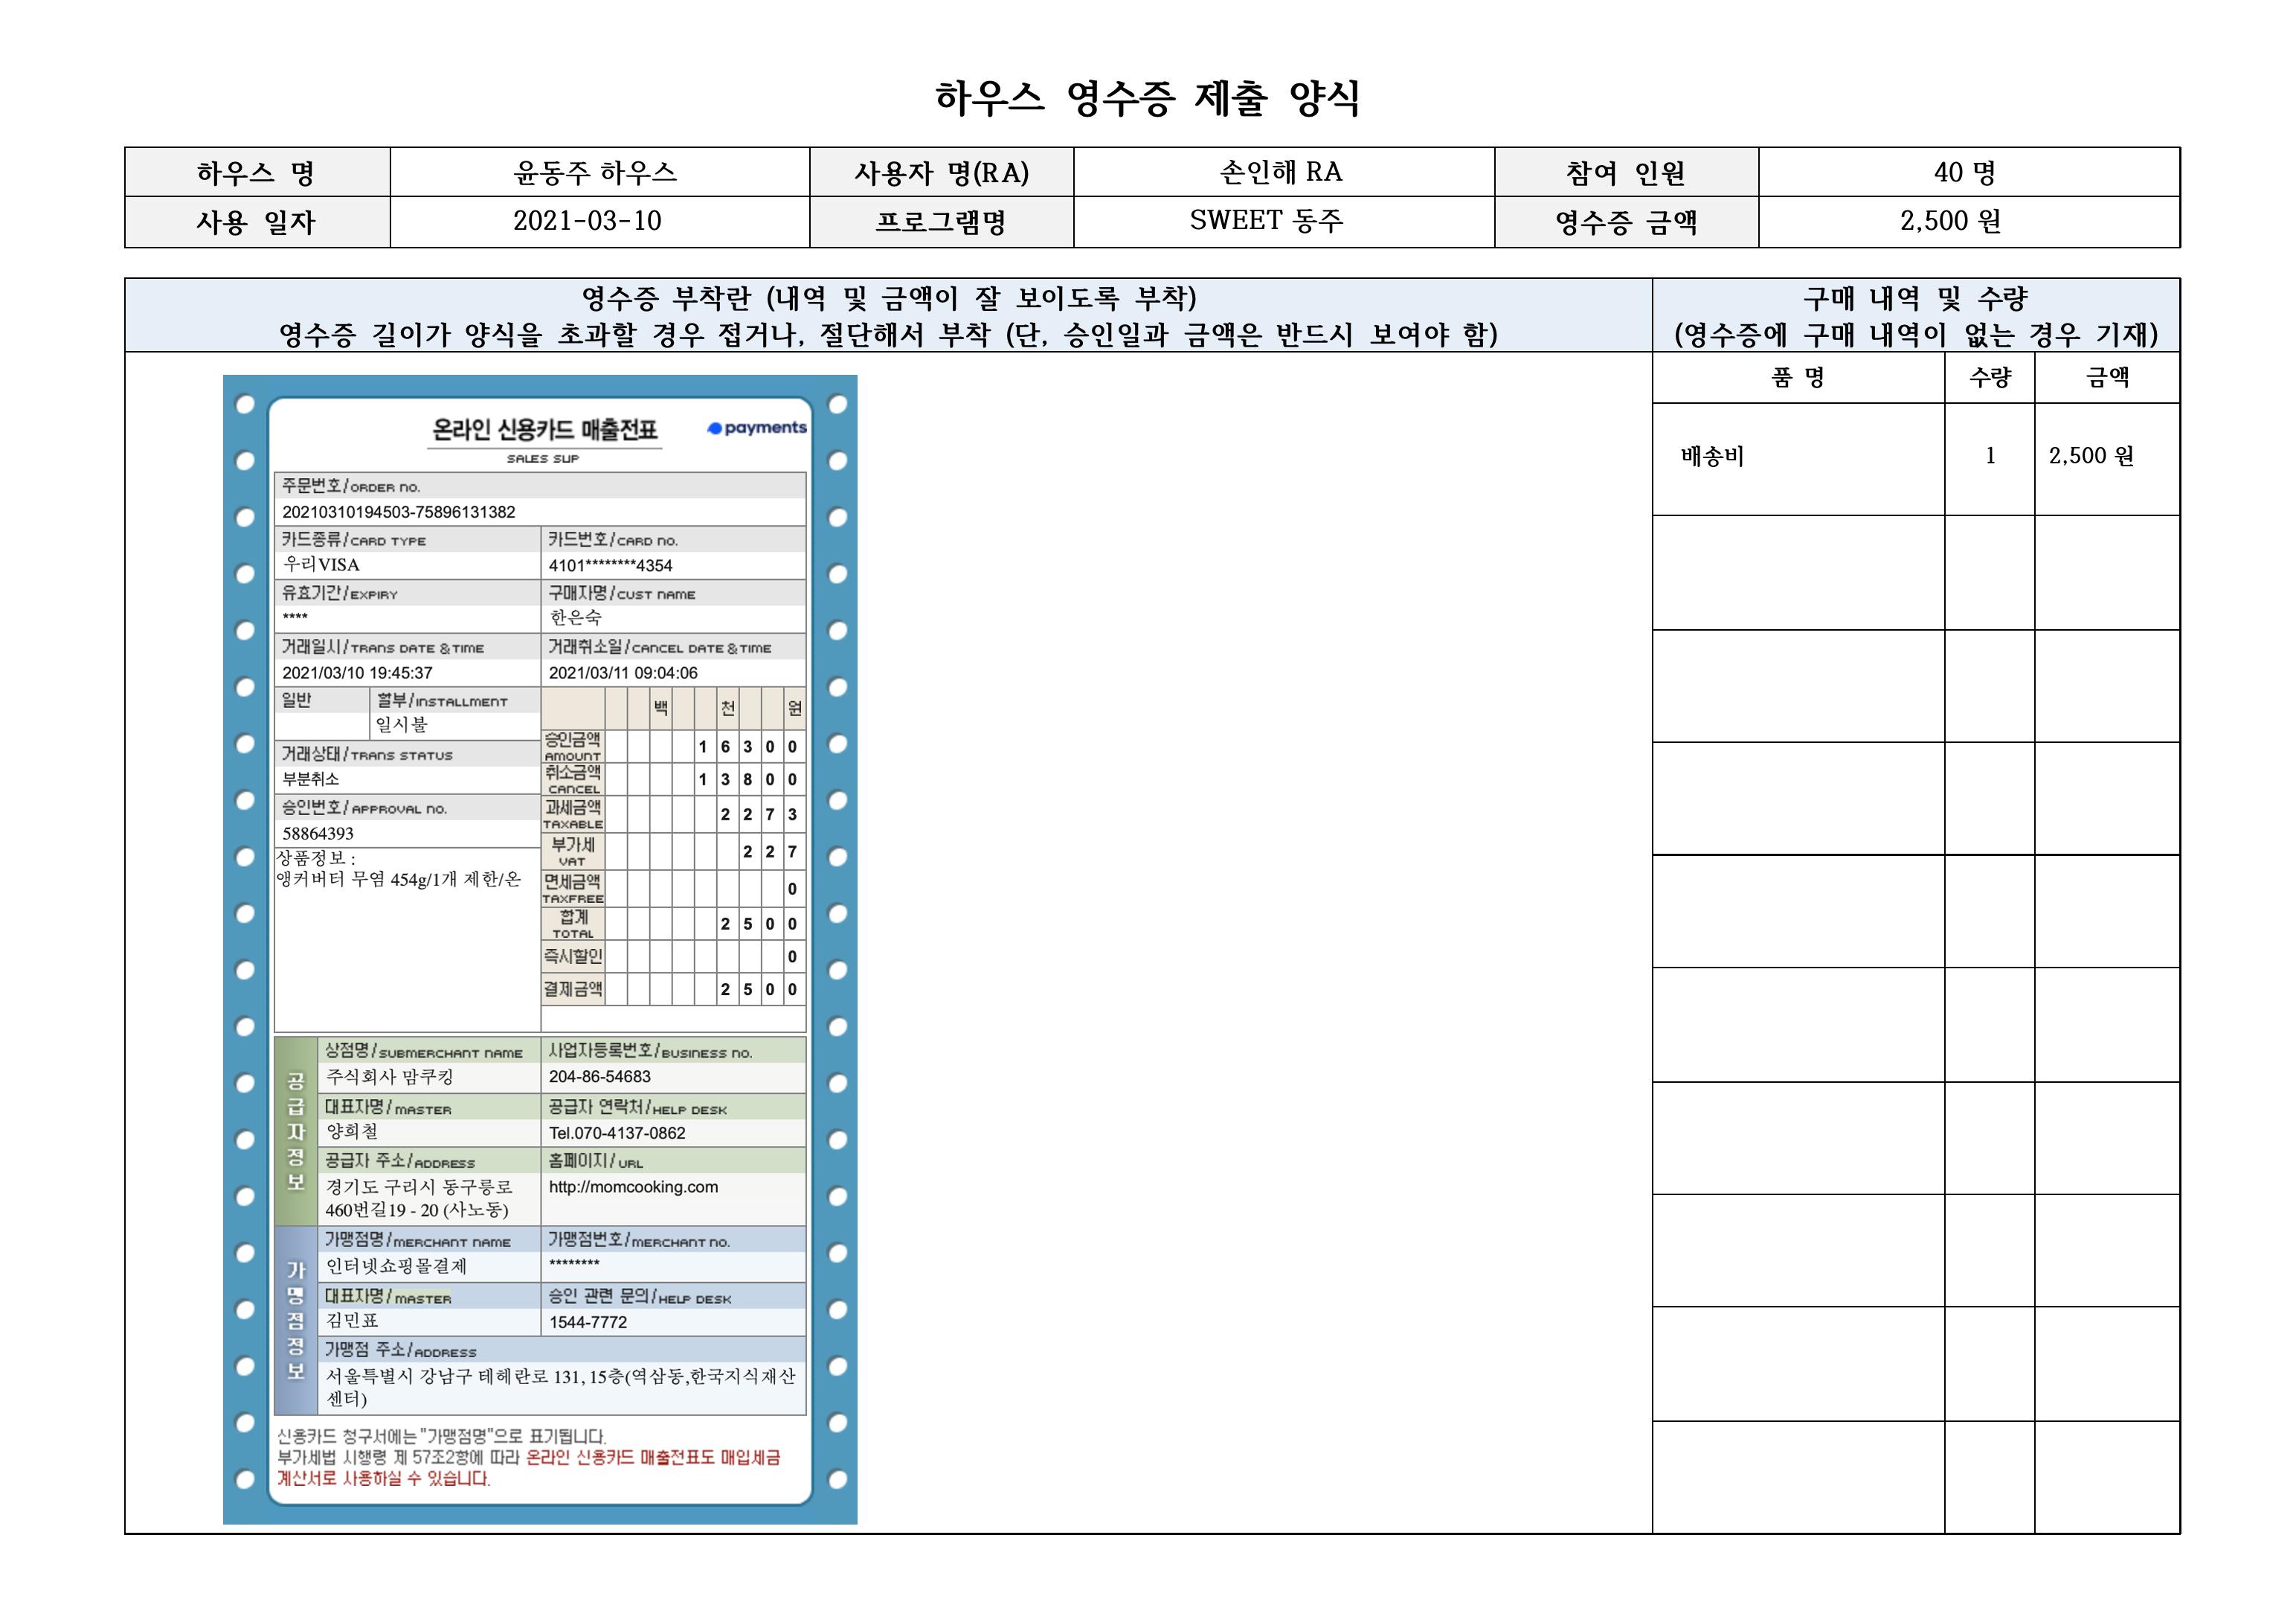 하우스 영수증 제출 양식
하우스 명 윤동주 하우스 사용자 명(RA) 손인해 RA 참여 인원 40 명
사용 일자 2021-03-10 프로그램명 SWEET 동주 영수증 금액 2,500 원
영수증 부착란 (내역 및 금액이 잘 보이도록 부착)
영수증 길이가 양식을 초과할 경우 접거나, 절단해서 부착 (단, 승인일과 금액은 반드시 보여야 함)
구매 내역 및 수량
(영수증에 구매 내역이 없는 경우 기재)
품 명 수량 금액
배송비 1 2,500 원
온라인 신용카드 매출전표
SALES SLIP
payments
주문번호/ORDER NO.
20210310194503-75896131382
카드종류/CARD TYPE 카드번호/CARD NO.
우리VISA 4101********4354
유효기간/EXPIRY 구매자명/CUST NAME
**** 한은숙
거래일시/TRANS DATE & TIME 거래취소일/CANCEL DATE & TIME
2021/03/10 19:45:37 2021/03/11 09:04:06
일반 할부/INSTALLMENT
일시불
거래상태/TRANS STATUS
부분취소
승인번호/APPROVAL NO.
58864393
상품정보 :
앵커버터 무염 454g/1개 제한/온
백 천 원
승인금액 AMOUNT 1 6 3 0 0
취소금액 CANCEL 1 3 8 0 0
과세금액 TAXABLE 2 2 7 3
부가세 VAT 2 2 7
면세금액 TAXFREE 0
합계 TOTAL 2 5 0 0
즉시할인 0
결제금액 2 5 0 0
공급자정보
상점명/SUBMERCHANT NAME 사업자등록번호/BUSINESS NO.
주식회사 맘쿠킹 204-86-54683
대표자명/MASTER 공급자 연락처/HELP DESK
양희철 Tel.070-4137-0862
공급자 주소/ADDRESS 홈페이지/URL
경기도 구리시 동구릉로 http://momcooking.com
460번길19 - 20 (사노동)
가맹점정보
가맹점명/MERCHANT NAME 가맹점번호/MERCHANT NO.
인터넷쇼핑몰결제 ********
대표자명/MASTER 승인 관련 문의/HELP DESK
김민표 1544-7772
가맹점 주소/ADDRESS
서울특별시 강남구 테헤란로 131, 15층(역삼동,한국지식재산
센터)
신용카드 청구서에는 "가맹점명"으로 표기됩니다.
부가세법 시행령 제 57조2항에 따라 온라인 신용카드 매출전표도 매입세금
계산서로 사용하실 수 있습니다.